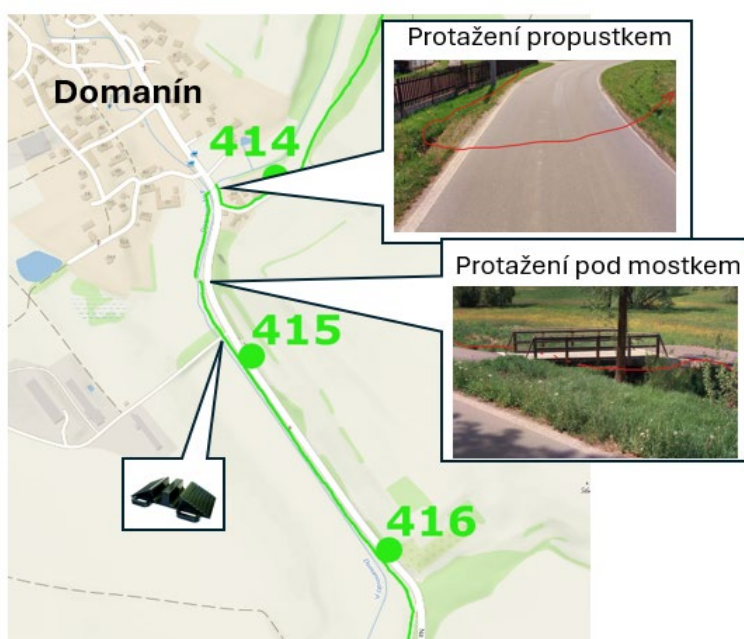 Protažení propustkem
Domanín
414
Protažení pod mostkem
415
416